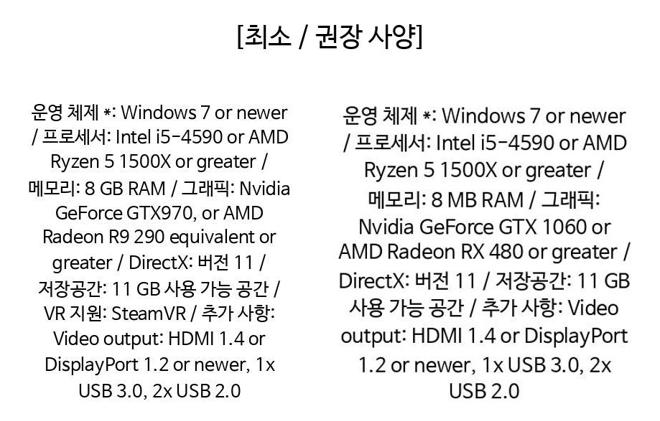 [최소 / 권장 사양]
운영 체제 *: Windows 7 or newer
/ 프로세서: Intel i5-4590 or AMD
Ryzen 5 1500X or greater /
메모리: 8 GB RAM / 그래픽: Nvidia
GeForce GTX970, or AMD
Radeon R9 290 equivalent or
greater / DirectX: 버전 11 /
저장공간: 11 GB 사용 가능 공간 /
VR 지원: SteamVR / 추가 사항:
Video output: HDMI 1.4 or
DisplayPort 1.2 or newer, 1x
USB 3.0, 2x USB 2.0
운영 체제 *: Windows 7 or newer
/ 프로세서: Intel i5-4590 or AMD
Ryzen 5 1500X or greater /
메모리: 8 MB RAM / 그래픽:
Nvidia GeForce GTX 1060 or
AMD Radeon RX 480 or greater /
DirectX: 버전 11 / 저장공간: 11 GB
사용 가능 공간 / 추가 사항: Video
output: HDMI 1.4 or DisplayPort
1.2 or newer, 1x USB 3.0, 2x
USB 2.0